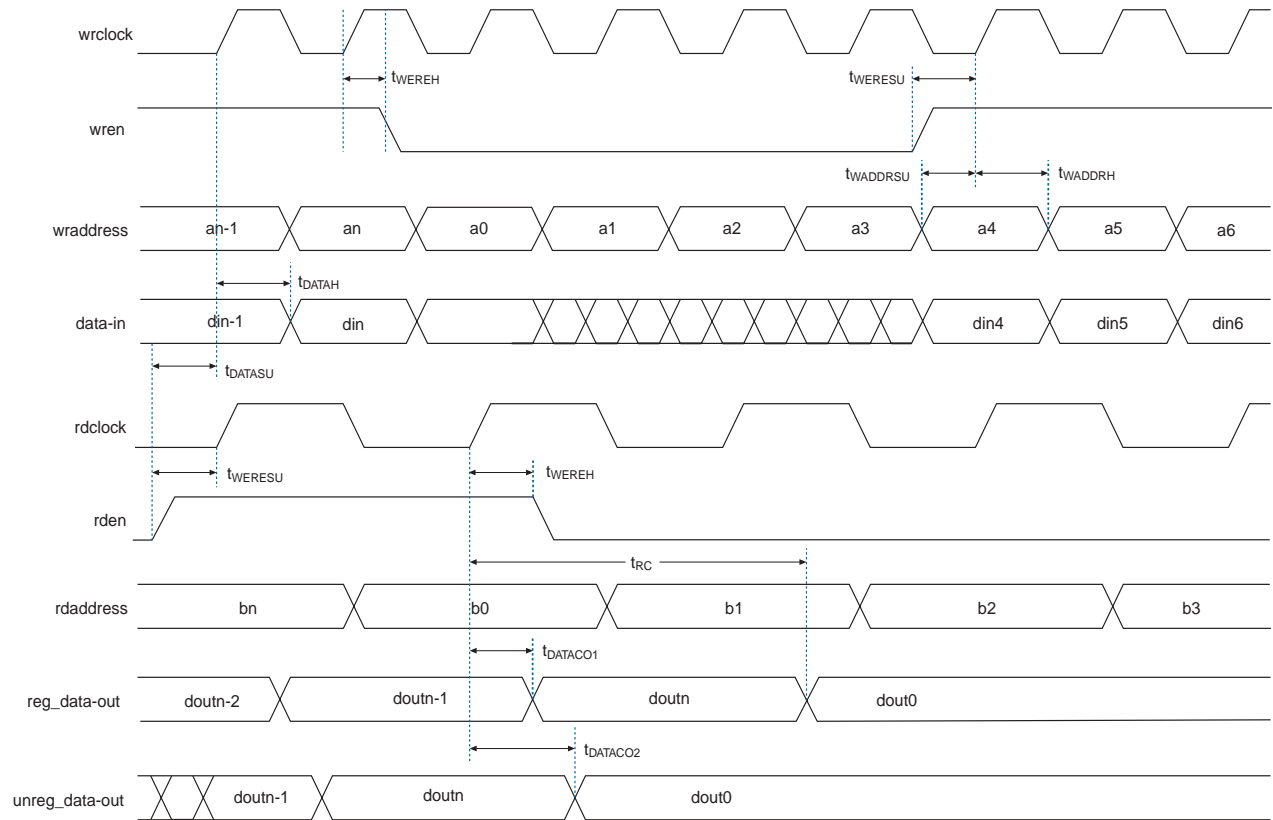 wrclock
tWEREH
tWERESU
wren
tWADDRSU
tWADDRH
wraddress an-1 an a0 a1 a2 a3 a4 a5 a6
tDATAH
data-in din-1 din din4 din5 din6
tDATASU
rdclock
tWERESU
tWEREH
rden
tRC
rdaddress bn b0 b1 b2 b3
tDATACO1
reg_data-out doutn-2 doutn-1 doutn dout0
tDATACO2
unreg_data-out doutn-1 doutn dout0